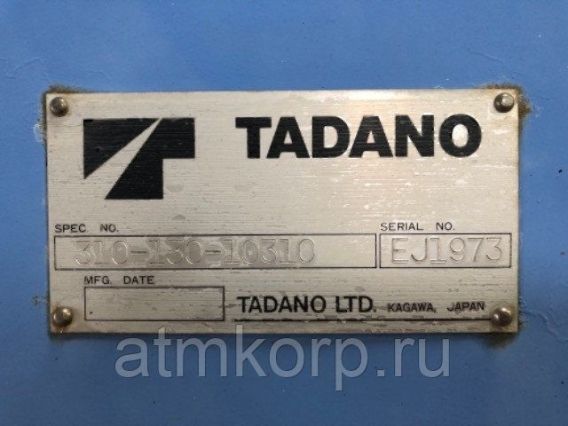 TADANO
SPEC. NO. SERIAL NO.
310-130-10310 EJ1973
MFG. DATE
TADANO LTD. KAGAWA, JAPAN
atmkorp.ru